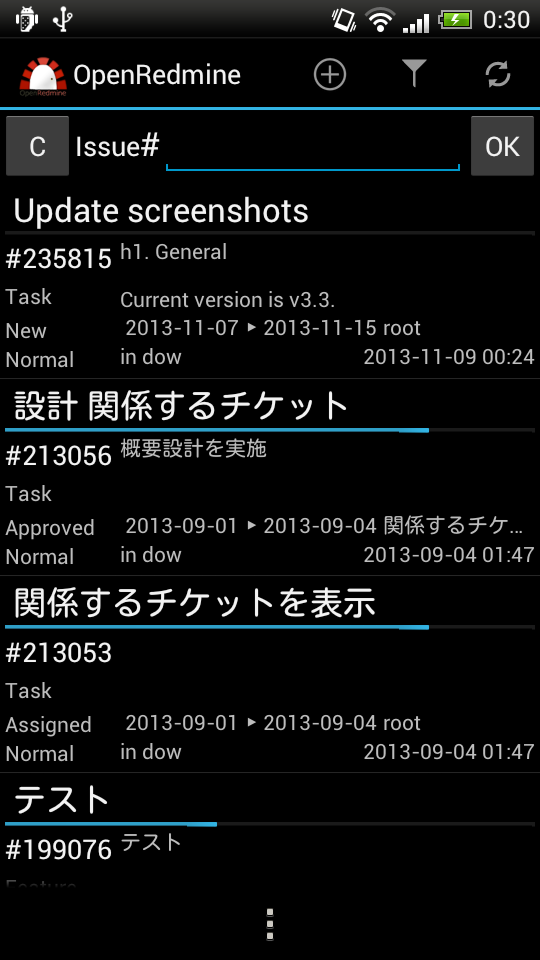 0:30
OpenRedmine
C Issue# OK
Update screenshots
#235815 h1. General
Task Current version is v3.3.
New 2013-11-07 ▸ 2013-11-15 root
Normal in dow 2013-11-09 00:24
設計 関係するチケット
#213056 概要設計を実施
Task
Approved 2013-09-01 ▸ 2013-09-04 関係するチケ...
Normal in dow 2013-09-04 01:47
関係するチケットを表示
#213053
Task
Assigned 2013-09-01 ▸ 2013-09-04 root
Normal in dow 2013-09-04 01:47
テスト
#199076 テスト
Feature